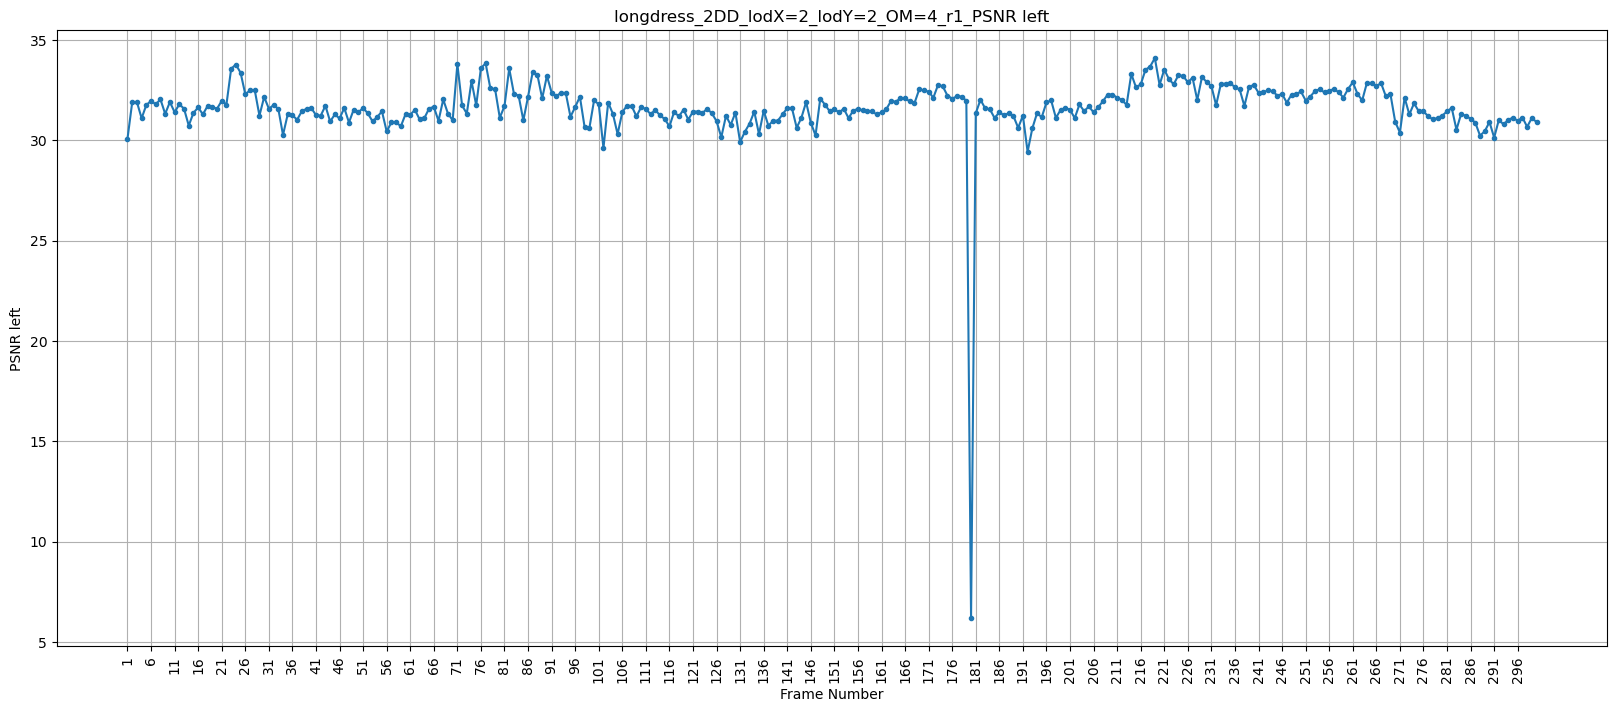 longdress_2DD_lodX=2_lodY=2_OM=4_r1_PSNR left
35
30
25
20
15
10
5
PSNR left
1 6 11 16 21 26 31 36 41 46 51 56 61 66 71 76 81 86 91 96 101 106 111 116 121 126 131 136 141 146 151 156 161 166 171 176 181 186 191 196 201 206 211 216 221 226 231 236 241 246 251 256 261 266 271 276 281 286 291 296
Frame Number